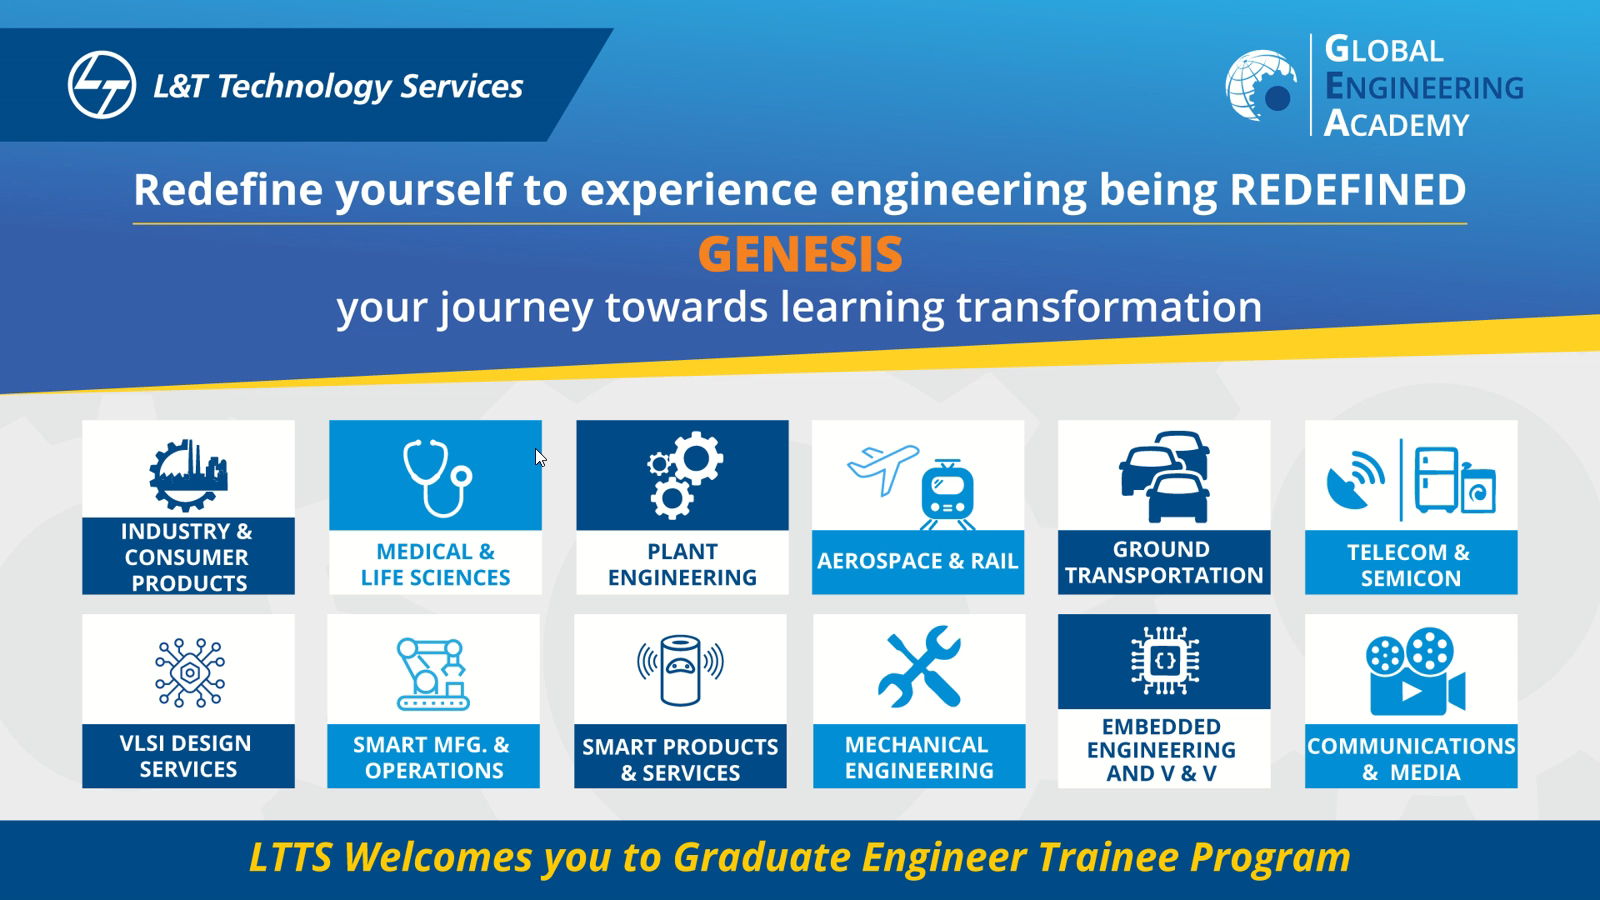 L&T Technology Services
GLOBAL
ENGINEERING
ACADEMY
Redefine yourself to experience engineering being REDEFINED
GENESIS
your journey towards learning transformation
INDUSTRY &
CONSUMER
PRODUCTS
MEDICAL &
LIFE SCIENCES
PLANT
ENGINEERING
AEROSPACE & RAIL
GROUND
TRANSPORTATION
TELECOM &
SEMICON
VLSI DESIGN
SERVICES
SMART MFG. &
OPERATIONS
SMART PRODUCTS
& SERVICES
MECHANICAL
ENGINEERING
EMBEDDED
ENGINEERING
AND V & V
COMMUNICATIONS
& MEDIA
LTTS Welcomes you to Graduate Engineer Trainee Program